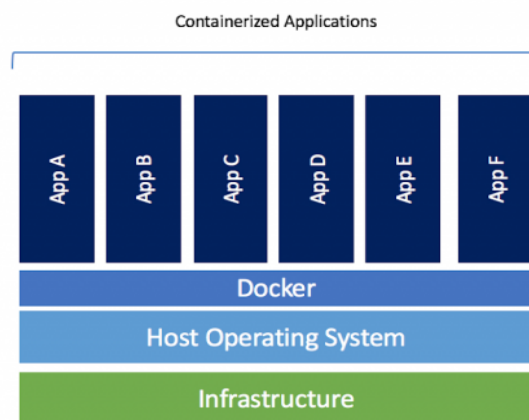 Containerized Applications
App A
App B
App C
App D
App E
App F
Docker
Host Operating System
Infrastructure